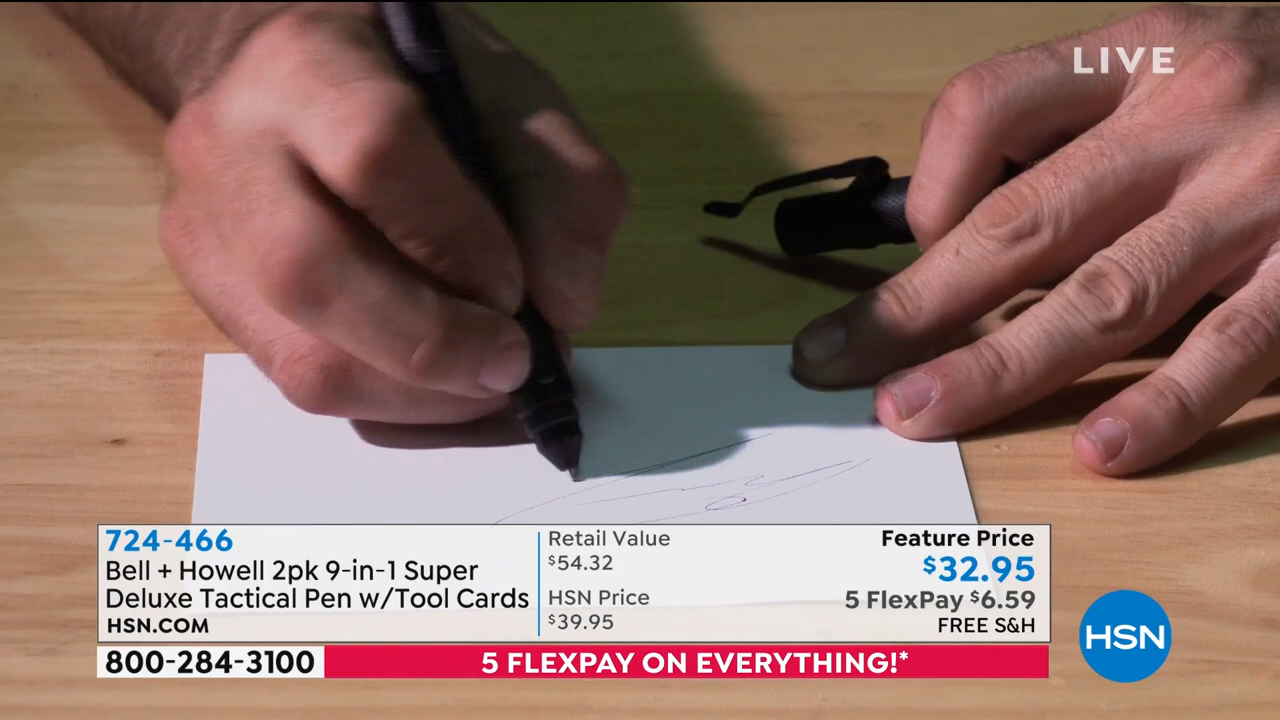 LIVE
724-466
Bell + Howell 2pk 9-in-1 Super
Deluxe Tactical Pen w/Tool Cards
HSN.COM
Retail Value
$54.32
HSN Price
$39.95
Feature Price
$32.95
5 FlexPay $6.59
FREE S&H
800-284-3100
5 FLEXPAY ON EVERYTHING!*
HSN